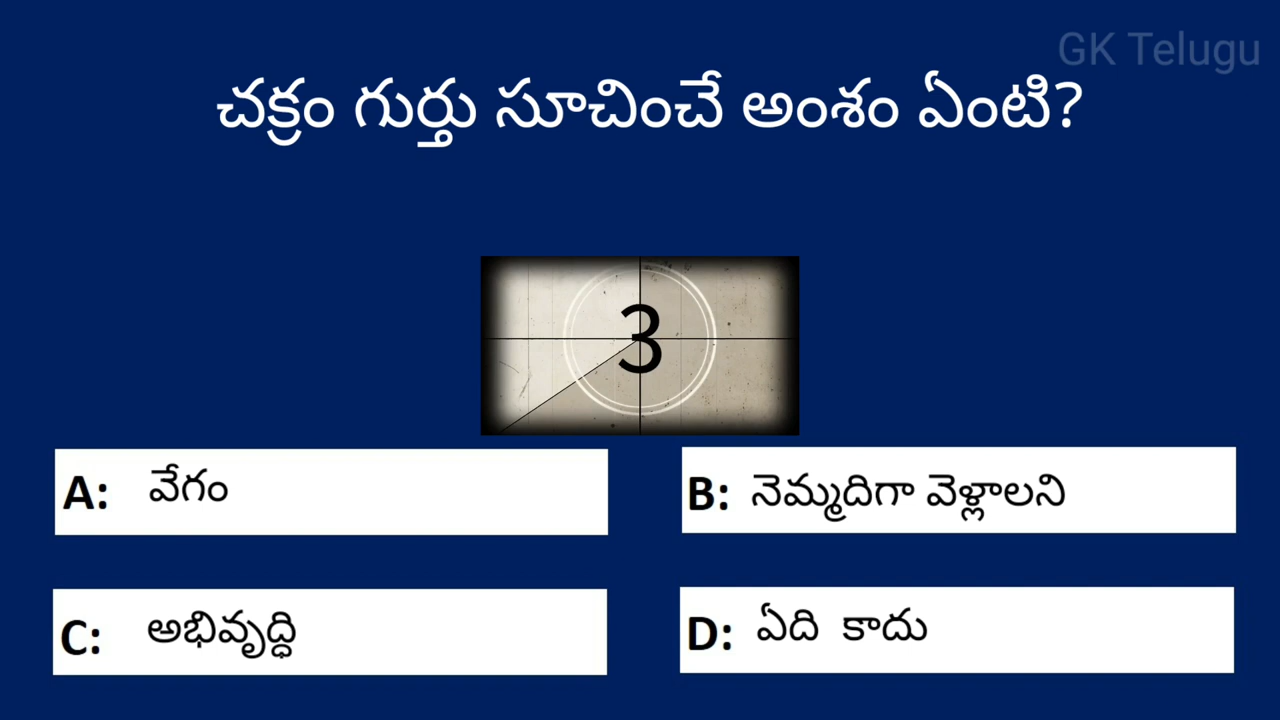 GK Telugu
చక్రం గుర్తు సూచించే అంశం ఏంటి?
3
A: వేగం
B: నెమ్మదిగా వెళ్లాలని
C: అభివృద్ధి
D: ఏది కాదు